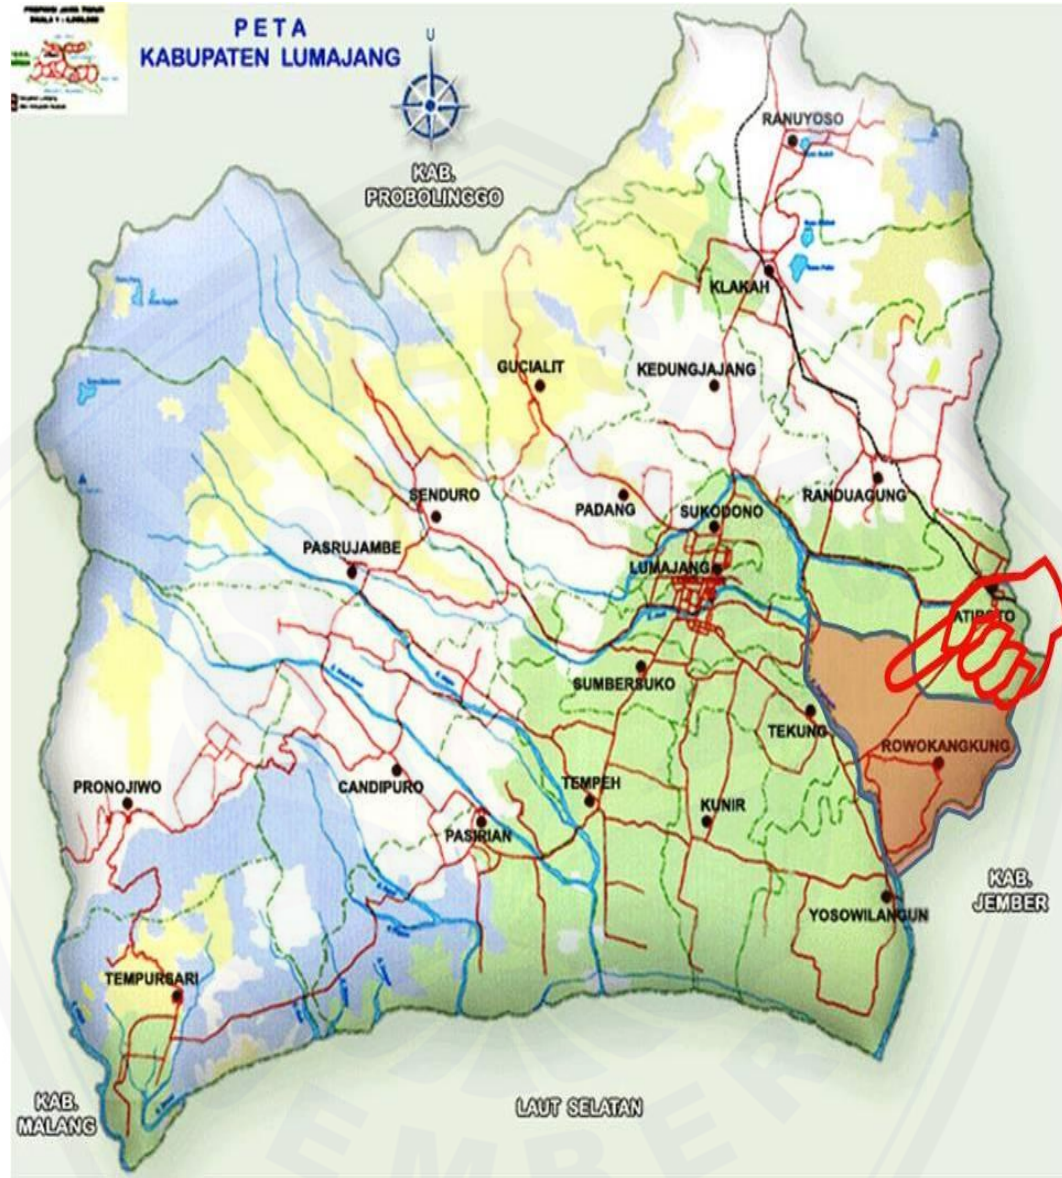 PETA
KABUPATEN LUMAJANG
U
KAB.
PROBOLINGGO
RANUYOSO
KLAKAH
GUCIALIT
KEDUNGJAJANG
SENDURO
PADANG
SUKODONO
RANDUAGUNG
PASRUJAMBE
LUMAJANG
SUMBERSUKO
TEKUNG
ROWOKANGKUNG
PRONOJIWO
CANDIPURO
TEMPEH
KUNIR
PASIRIAN
KAB.
JEMBER
YOSOWILANGUN
TEMPURSARI
KAB.
MALANG
LAUT SELATAN